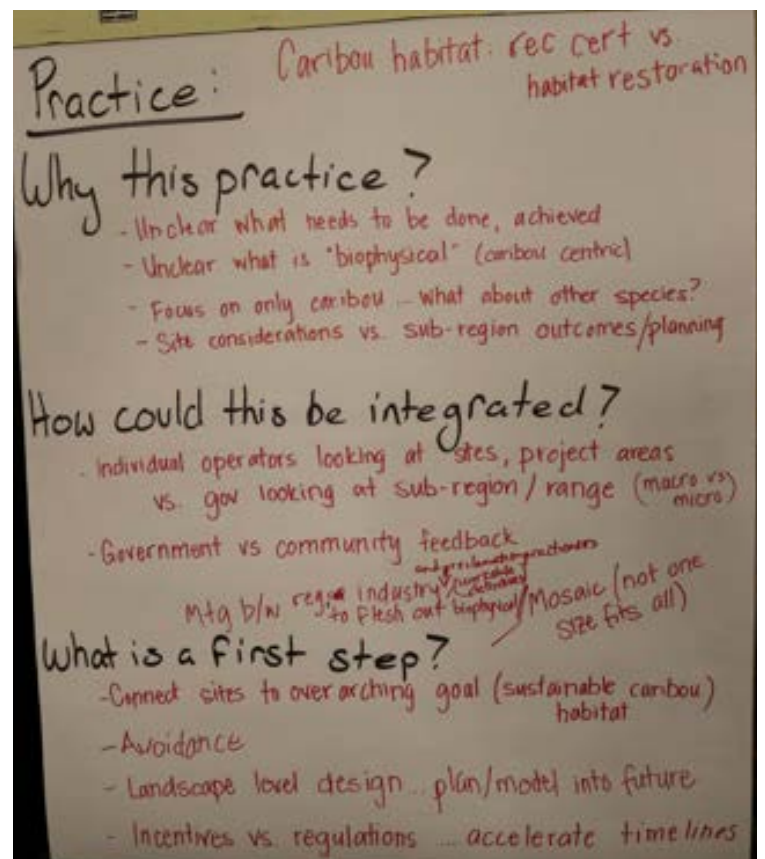 Practice:
Caribou habitat: rec cert vs.
habitat restoration
Why this practice?
- Unclear what needs to be done, achieved
- Unclear what is "biophysical" (caribou centric)
- Focus on only caribou ... what about other species?
- Site considerations vs. sub-region outcomes/planning
How could this be integrated?
- Individual operators looking at sites, project areas
vs. gov looking at sub-region/range (macro vs
micro)
- Government vs community feedback
and practitioners
Mtg b/w industry
to flesh out biophysical/Mosaic (not one
size fits all)
What is a first step?
- Connect sites to overarching goal (sustainable caribou)
habitat
- Avoidance
- Landscape level design ... plan/model into future
- Incentives vs. regulations .... accelerate timelines